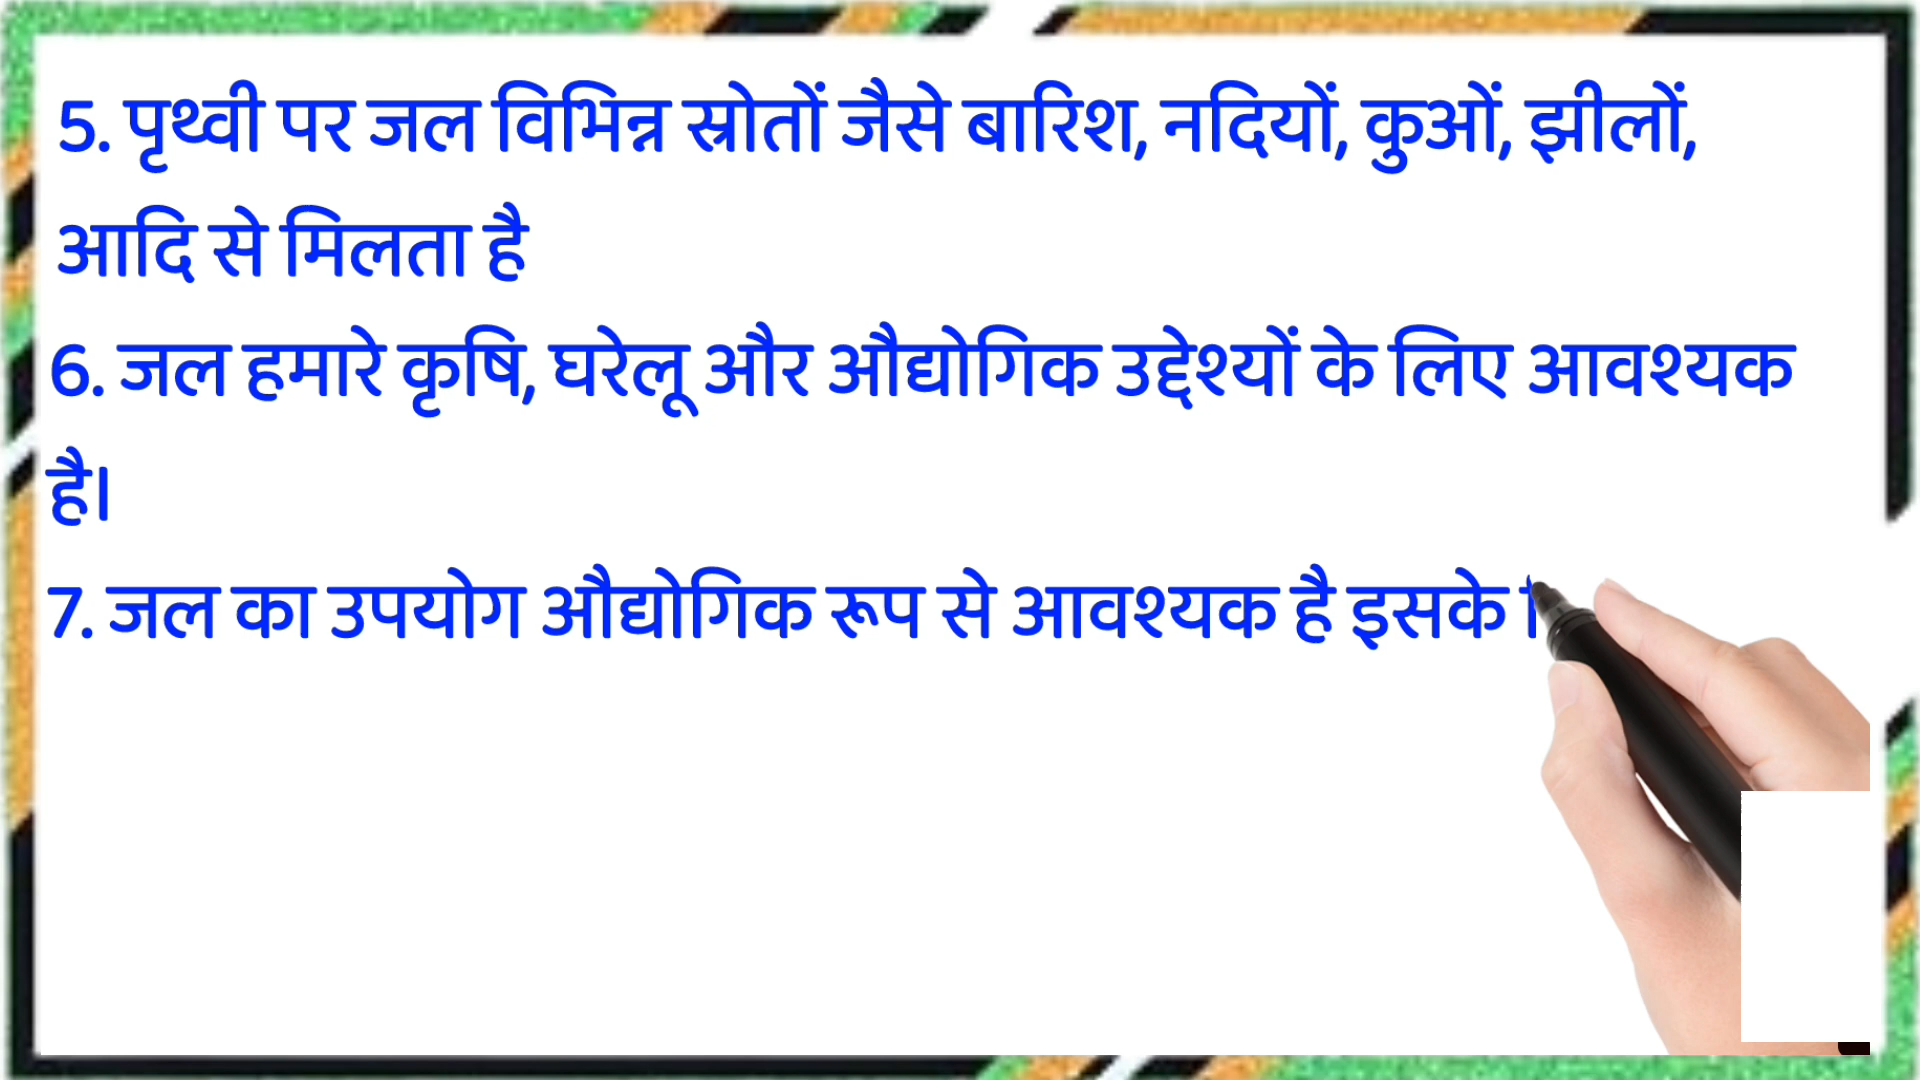 5. पृथ्वी पर जल विभिन्न स्रोतों जैसे बारिश, नदियों, कुओं, झीलों,
आदि से मिलता है
6. जल हमारे कृषि, घरेलू और औद्योगिक उद्देश्यों के लिए आवश्यक
है।
7. जल का उपयोग औद्योगिक रूप से आवश्यक है इसके